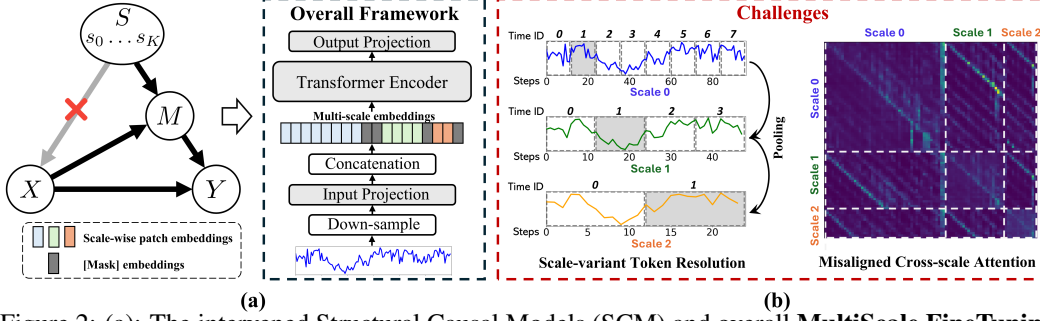 S
s0 ... sK
M
X
Y
Scale-wise patch embeddings
[Mask] embeddings
Overall Framework
Output Projection
Transformer Encoder
Multi-scale embeddings
Concatenation
Input Projection
Down-sample
(a)
Challenges
Time ID 0 1 2 3 4 5 6 7
Steps 0 20 40 60 80
Scale 0
Time ID 0 1 2 3
Steps 0 10 20 30 40
Scale 1
Time ID 0 1
Steps 0 5 10 15 20
Scale 2
Pooling
Scale-variant Token Resolution
Scale 0 Scale 1 Scale 2
Scale 0
Scale 1
Scale 2
Misaligned Cross-scale Attention
(b)
Figure 2: (a): The intervened Structural Causal Models (SCM) and overall MultiScale FineTuning